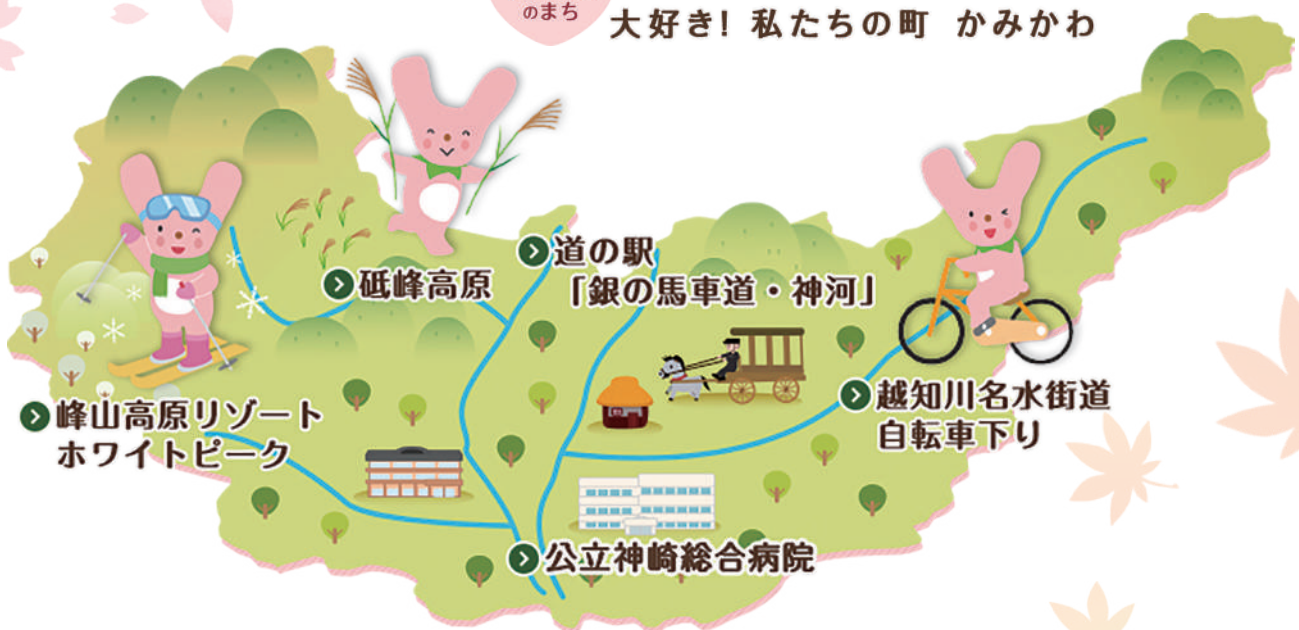 のまち
大好き! 私たちの町 かみかわ
砥峰高原
道の駅
「銀の馬車道・神河」
峰山高原リゾート
ホワイトピーク
越知川名水街道
自転車下り
公立神崎総合病院